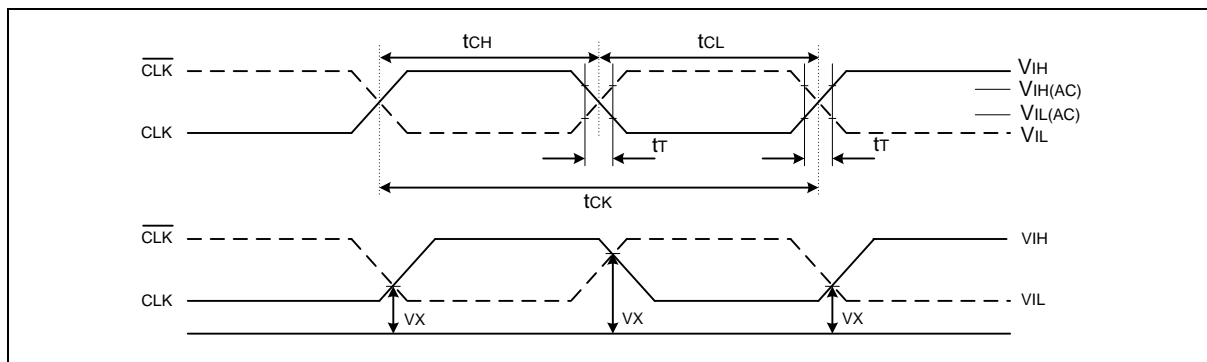 tCH tCL
CLK VIH
VIH(AC)
VIL(AC)
CLK VIL
tT tT
tCK
CLK VIH
CLK VIL
VX VX VX